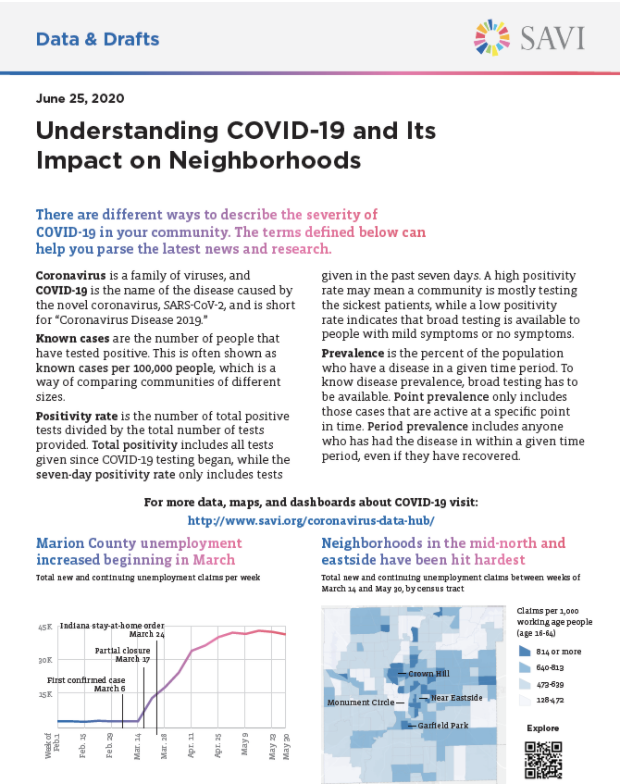 Data & Drafts
SAVI
June 25, 2020
Understanding COVID-19 and Its
Impact on Neighborhoods
There are different ways to describe the severity of
COVID-19 in your community. The terms defined below can
help you parse the latest news and research.
Coronavirus is a family of viruses, and
COVID-19 is the name of the disease caused by
the novel coronavirus, SARS-CoV-2, and is short
for “Coronavirus Disease 2019.”
Known cases are the number of people that
have tested positive. This is often shown as
known cases per 100,000 people, which is a
way of comparing communities of different
sizes.
Positivity rate is the number of total positive
tests divided by the total number of tests
provided. Total positivity includes all tests
given since COVID-19 testing began, while the
seven-day positivity rate only includes tests
given in the past seven days. A high positivity
rate may mean a community is mostly testing
the sickest patients, while a low positivity
rate indicates that broad testing is available to
people with mild symptoms or no symptoms.
Prevalence is the percent of the population
who have a disease in a given time period. To
know disease prevalence, broad testing has to
be available. Point prevalence only includes
those cases that are active at a specific point
in time. Period prevalence includes anyone
who has had the disease in within a given time
period, even if they have recovered.
For more data, maps, and dashboards about COVID-19 visit:
http://www.savi.org/coronavirus-data-hub/
Marion County unemployment
increased beginning in March
Total new and continuing unemployment claims per week
45K
30K
15K
Indiana stay-at-home order
March 24
Partial closure
March 17
First confirmed case
March 6
Week of
Feb.1
Feb. 15
Feb. 29
Mar. 14
Mar. 28
Apr. 11
Apr. 25
May 9
May 23
May 30
Neighborhoods in the mid-north and
eastside have been hit hardest
Total new and continuing unemployment claims between weeks of
March 14 and May 30, by census tract
Crown Hill
Near Eastside
Monument Circle
Garfield Park
Claims per 1,000
working age people
(age 16-64)
814 or more
640-813
473-639
128-472
Explore